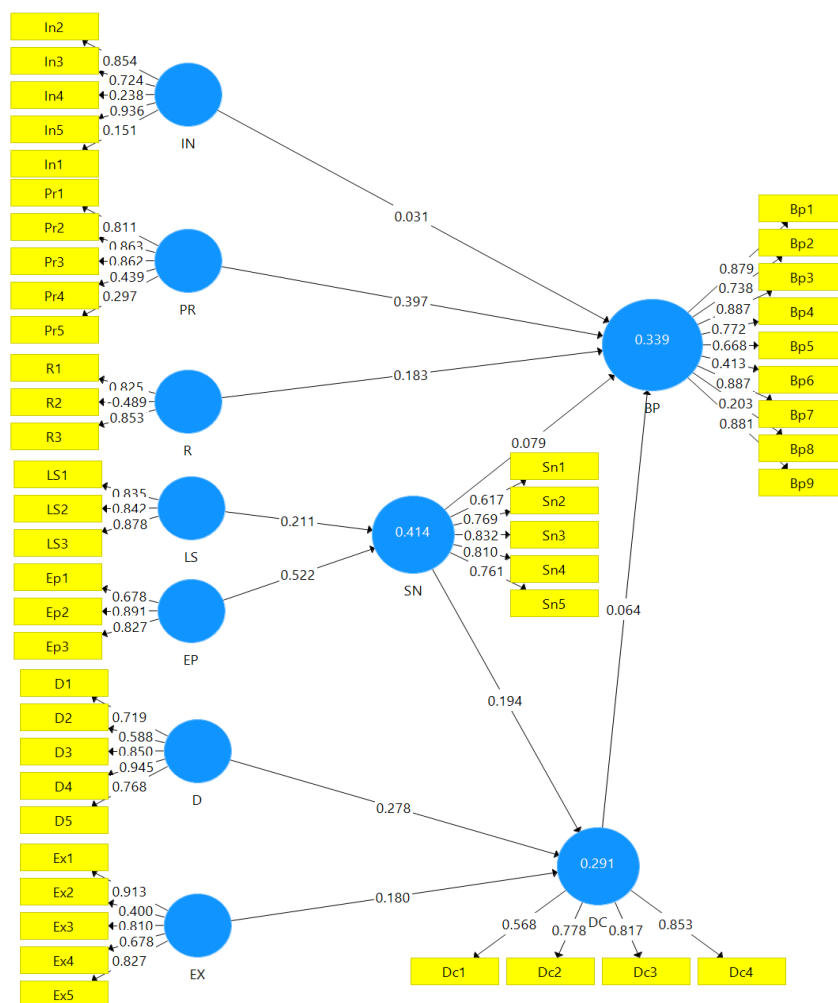 In2
In3
In4
In5
In1
0.854
0.724
0.238
0.936
0.151
IN
0.031
Pr1
Pr2
Pr3
Pr4
Pr5
0.811
0.863
0.862
0.439
0.297
PR
0.397
R1
R2
R3
0.825
-0.489
0.853
R
0.183
LS1
LS2
LS3
0.835
0.842
0.878
LS
0.211
Ep1
Ep2
Ep3
0.678
0.891
0.827
EP
0.522
0.414
SN
0.079
0.617
0.769
0.832
0.810
0.761
Sn1
Sn2
Sn3
Sn4
Sn5
0.194
0.339
BP
0.879
0.738
0.887
0.772
0.668
0.413
0.887
0.203
0.881
Bp1
Bp2
Bp3
Bp4
Bp5
Bp6
Bp7
Bp8
Bp9
0.064
D1
D2
D3
D4
D5
0.719
0.588
0.850
0.945
0.768
D
0.278
Ex1
Ex2
Ex3
Ex4
Ex5
0.913
0.400
0.810
0.678
0.827
EX
0.180
0.291
DC
0.568
0.778
0.817
0.853
Dc1
Dc2
Dc3
Dc4